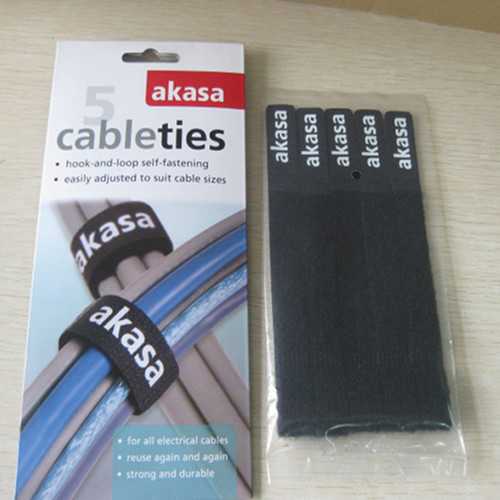 akasa
5
cableties
• hook-and-loop self-fastening
• easily adjusted to suit cable sizes
akasa
akasa
• for all electrical cables
• reuse again and again
• strong and durable
akasa
akasa
akasa
akasa
akasa